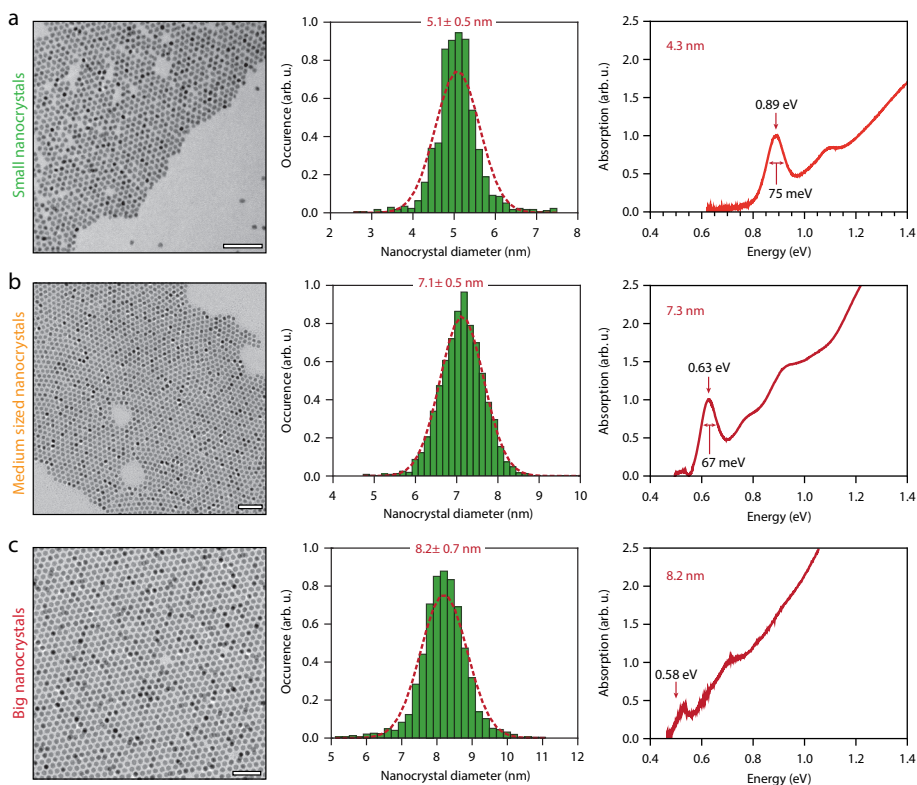 a
Small nanocrystals
5.1± 0.5 nm
Occurence (arb. u.)
1.0
0.8
0.6
0.4
0.2
0.0
2 3 4 5 6 7 8
Nanocrystal diameter (nm)
4.3 nm
0.89 eV
75 meV
Absorption (arb. u.)
2.5
2.0
1.5
1.0
0.5
0.0
0.4 0.6 0.8 1.0 1.2 1.4
Energy (eV)
b
Medium sized nanocrystals
7.1± 0.5 nm
Occurence (arb. u.)
1.0
0.8
0.6
0.4
0.2
0.0
4 5 6 7 8 9 10
Nanocrystal diameter (nm)
7.3 nm
0.63 eV
67 meV
Absorption (arb. u.)
2.5
2.0
1.5
1.0
0.5
0.0
0.4 0.6 0.8 1.0 1.2 1.4
Energy (eV)
c
Big nanocrystals
8.2± 0.7 nm
Occurence (arb. u.)
1.0
0.8
0.6
0.4
0.2
0.0
5 6 7 8 9 10 11 12
Nanocrystal diameter (nm)
8.2 nm
0.58 eV
Absorption (arb. u.)
2.5
2.0
1.5
1.0
0.5
0.0
0.4 0.6 0.8 1.0 1.2 1.4
Energy (eV)